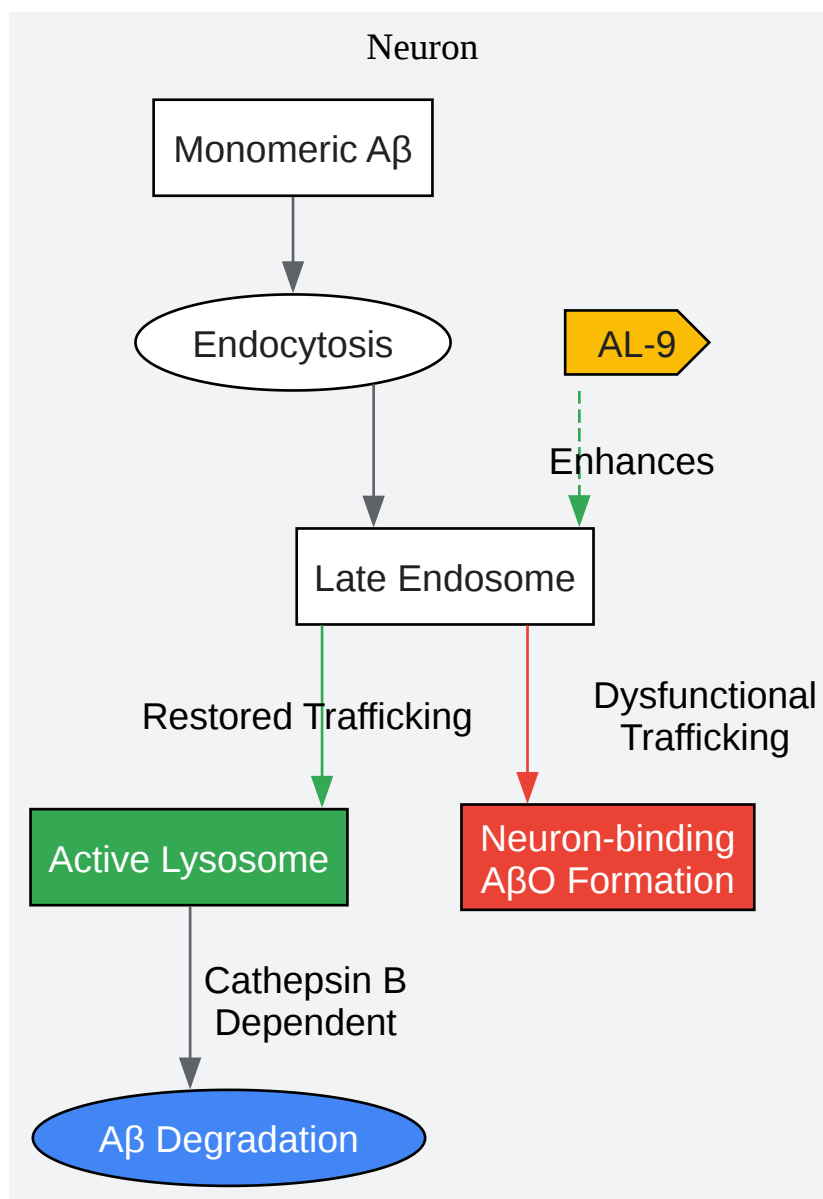 Neuron
Monomeric Aβ
Endocytosis
AL-9
Enhances
Late Endosome
Restored Trafficking
Dysfunctional
Trafficking
Active Lysosome
Neuron-binding
AβO Formation
Cathepsin B
Dependent
Aβ Degradation